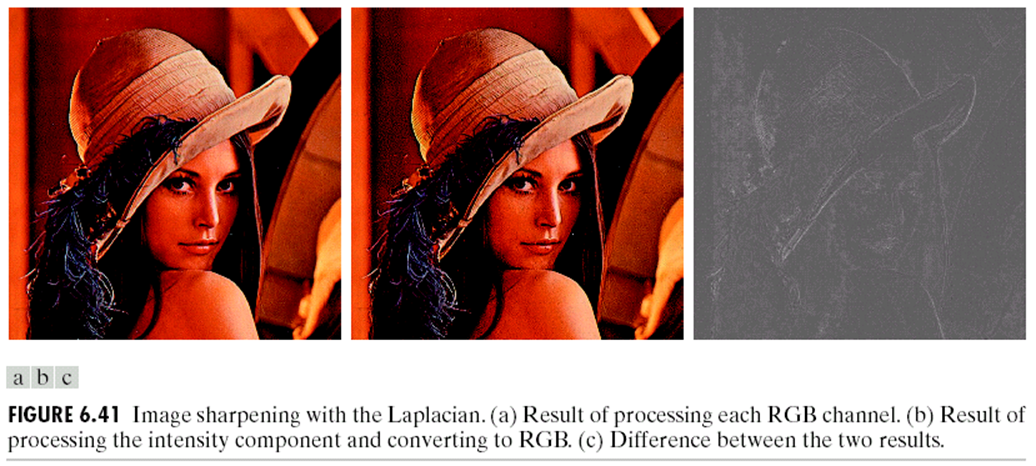 a b c
FIGURE 6.41 Image sharpening with the Laplacian. (a) Result of processing each RGB channel. (b) Result of
processing the intensity component and converting to RGB. (c) Difference between the two results.